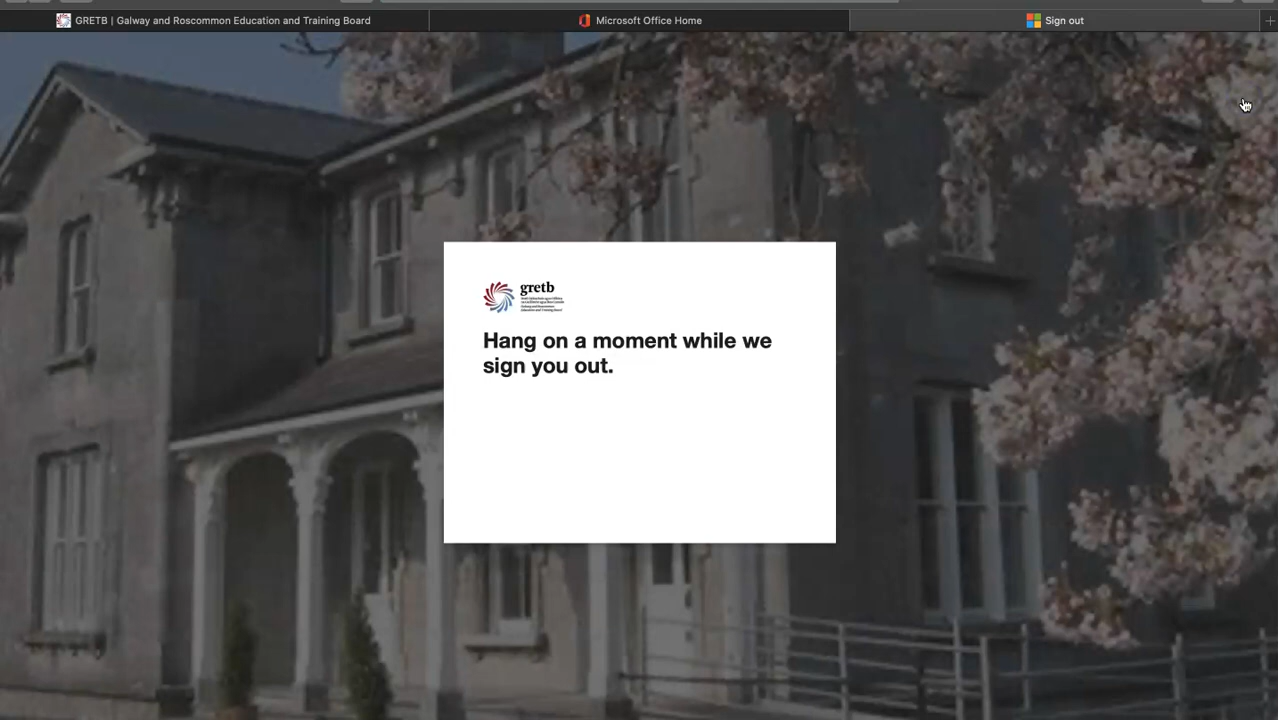 GRETB | Galway and Roscommon Education and Training Board
Microsoft Office Home
Sign out
gretb
Hang on a moment while we
sign you out.